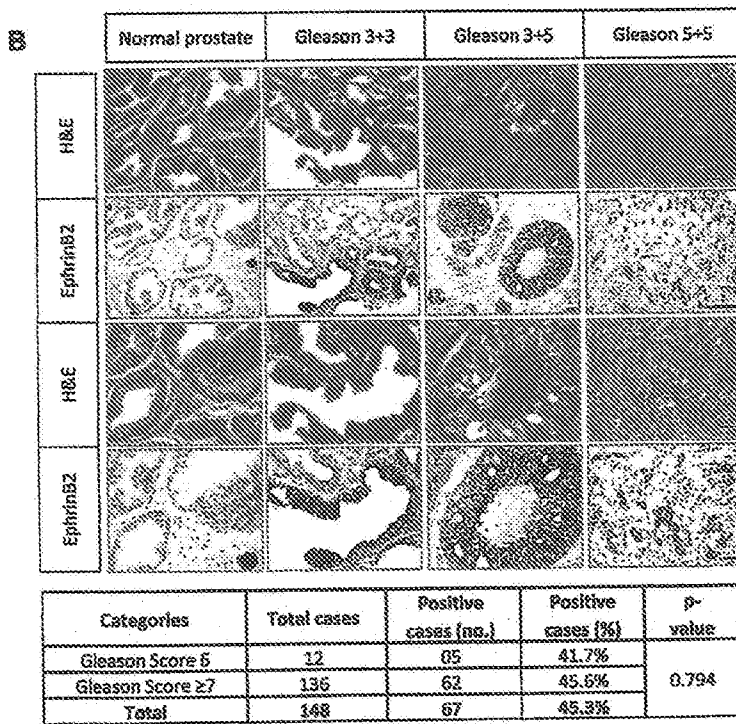 B
Normal prostate Gleason 3+3 Gleason 3+5 Gleason 5+5
H&E
EphrinB2
H&E
EphrinB2
Categories Total cases Positive cases (no.) Positive cases (%) p-value
Gleason Score 6 12 05 41.7% 0.794
Gleason Score ≥7 136 62 45.6%
Total 148 67 45.3%